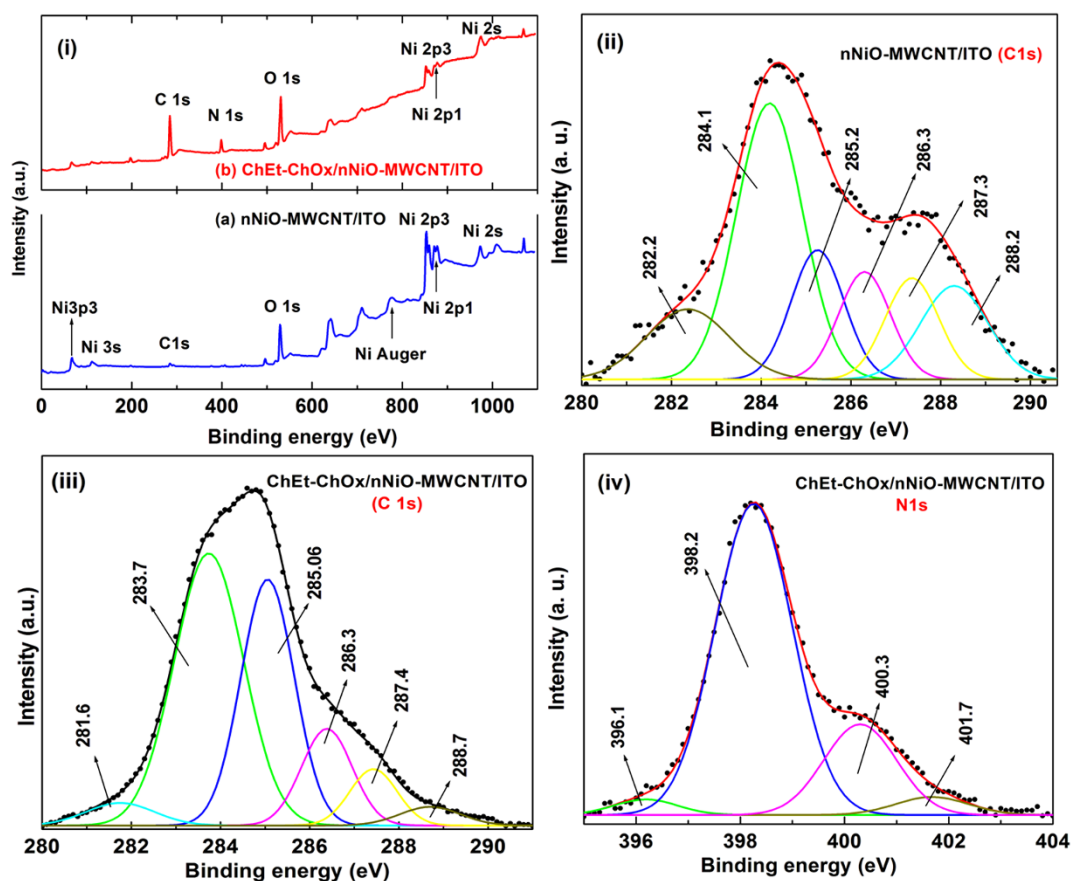 (i)
Intensity (a.u.)
C 1s
N 1s
O 1s
Ni 2p3
Ni 2s
Ni 2p1
(b) ChEt-ChOx/nNiO-MWCNT/ITO
(a) nNiO-MWCNT/ITO
Ni 2p3
Ni 2s
Ni3p3
Ni 3s
C1s
O 1s
Ni 2p1
Ni Auger
0 200 400 600 800 1000
Binding energy (eV)
(ii)
nNiO-MWCNT/ITO (C1s)
Intensity (a. u.)
282.2
284.1
285.2
286.3
287.3
288.2
280 282 284 286 288 290
Binding energy (eV)
(iii)
ChEt-ChOx/nNiO-MWCNT/ITO
(C 1s)
Intensity (a.u.)
281.6
283.7
285.06
286.3
287.4
288.7
280 282 284 286 288 290
Binding energy (eV)
(iv)
ChEt-ChOx/nNiO-MWCNT/ITO
N1s
Intensity (a. u.)
396.1
398.2
400.3
401.7
396 398 400 402 404
Binding energy (eV)